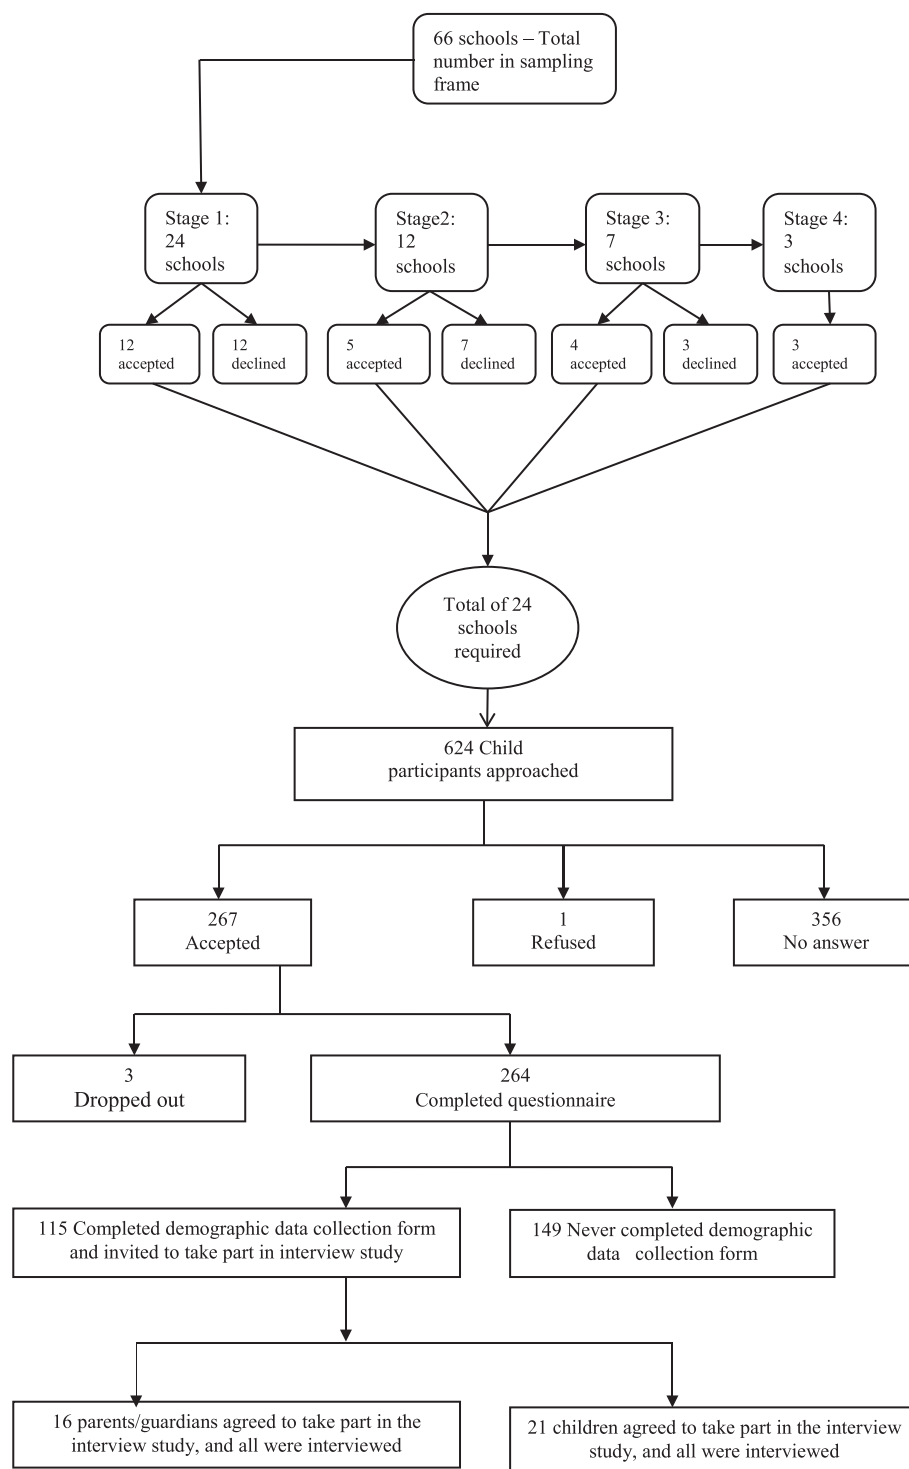 66 schools – Total
number in sampling
frame
Stage 1:
24
schools
Stage2:
12
schools
Stage 3:
7
schools
Stage 4:
3
schools
12
accepted
12
declined
5
accepted
7
declined
4
accepted
3
declined
3
accepted
Total of 24
schools
required
624 Child
participants approached
267
Accepted
1
Refused
356
No answer
3
Dropped out
264
Completed questionnaire
115 Completed demographic data collection form
and invited to take part in interview study
149 Never completed demographic
data collection form
16 parents/guardians agreed to take part in the
interview study, and all were interviewed
21 children agreed to take part in the interview
study, and all were interviewed